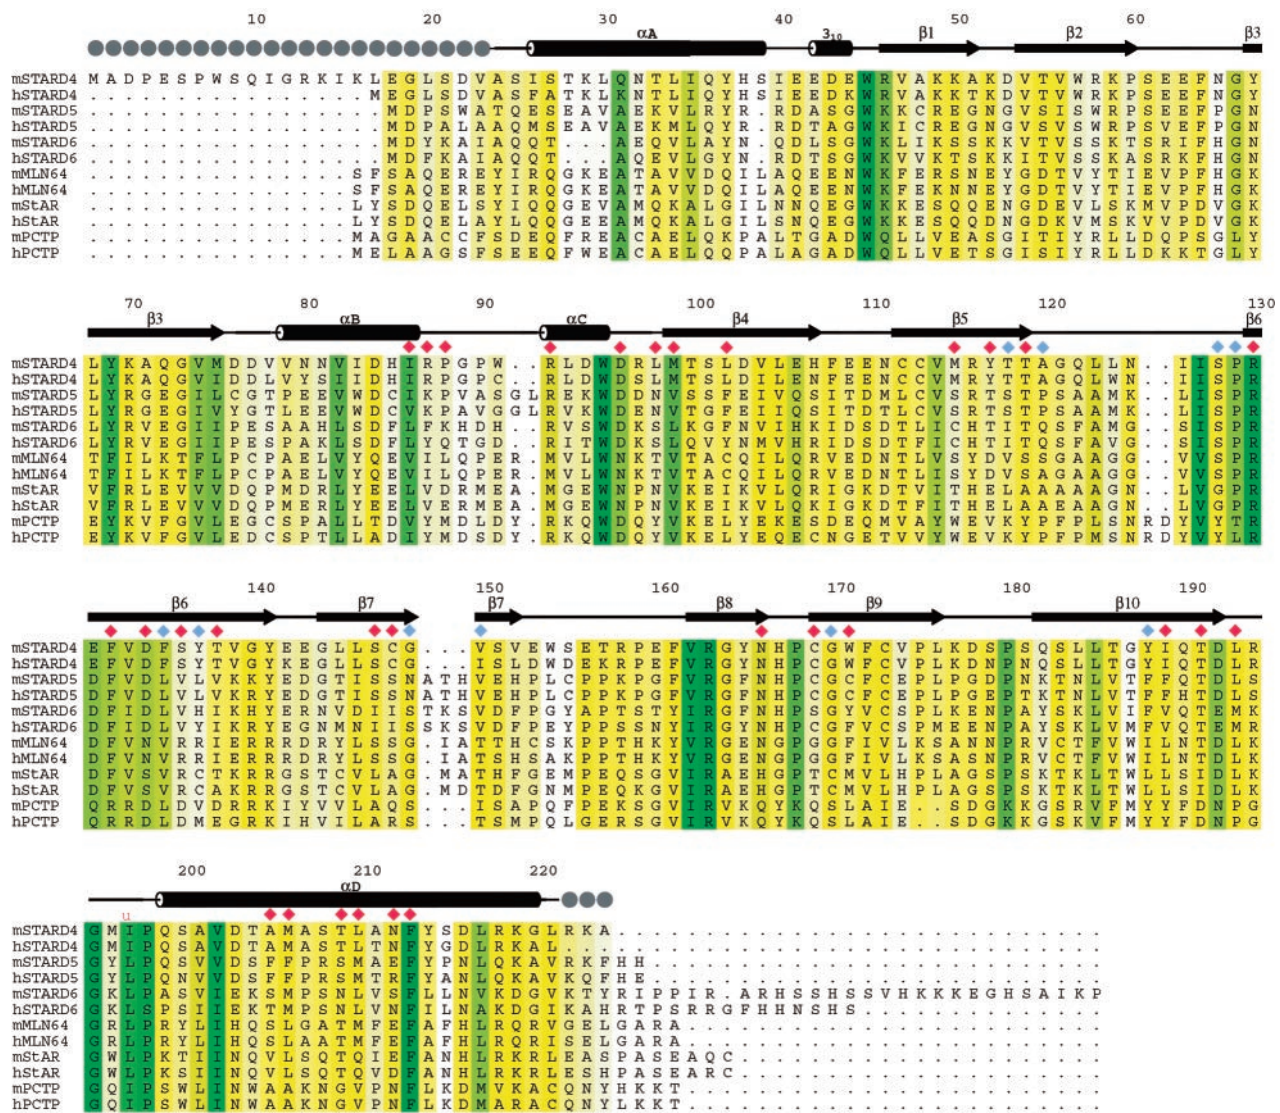 10 20 30 40 50 60
αA 3₁₀ β1 β2 β3
mSTARD4 MADPESPWSQIGRKIKLEGLSDVASISTKLQNTLIQYHSIEEDEWRVAKKAKDVTVWRKPSEEFNGY
hSTARD4 ................MEGLSDVASFATKLKNTLIQYHSIEEDKWRVAKKTKDVTVWRKPSEEFNGY
mSTARD5 .................MDPSWATQESEAVAEKVLRYR.RDASGWKKCREGNGVSISWRPSEEFPGN
hSTARD5 .................MDPALAAQMSEAVAEKMLQYR.RDTAGWKICREGNGVSVSWRPSVEFPGN
mSTARD6 .................MDYKAIAQQT...AEQVLAYN.QDLSGWKLIKSSKKVTVSSKTSRIFHGN
hSTARD6 .................MDFKAIAQQT...AQEVLGYN.RDTSGWKVVKTSKKITVSSKASRKFHGN
mMLN64 ...............SFSAQEREYIRQGKEATAVVDQILAQEENWKFEKNNEYGDTVYTIEVPFHGK
hMLN64 ...............SFSAQEREYIRQGKEATAVVDQILAQEENWKFEKNNEYGDTVYTIEVPFHGK
mStAR ...............LYSDQELSYIQQGEVAMQKALGILNNQEGWKKESQQENGDEVLSKMVPDVGK
hStAR ...............LYSDQELAYLQQGEEAMQKALGILSNQEGWKKESQQDNGDKVMSKVVPDVGK
mPCTP ...............MAGAACCFSDEQFREACAELQKPALTGADWQLLVEASGITIYRLLDQPSGLY
hPCTP ...............MELAAGSFSEEQFWEACAELQQPALAGADWQLLVETSGISIYRLLDKKTGLY
70 80 90 100 110 120 130
β3 αB αC β4 β5 β6
mSTARD4 LYKAQGVMDDVVNNVIDHIRPGPW..RLDWDRLMTSLDVLEHFEENCCVMRYTTAGQLLN..IISPR
hSTARD4 LYKAQGVIDDLVYSIIDHIRPGPC..RLDWDSLMTSLDILENFEENCCVMRYTTAGQLWN..IISPR
mSTARD5 LYRGEGILCGTPEEVWDCIKPVASGLREKWDDNVSSFEIVQSITDMLCVSRTSTPSAAMK..LISPR
hSTARD5 LYRGEGIVYGTLEEVWDCVKPAVGGLRVKWDENVTGFEIIQSITDTLCVSRTSTPSAAMK..LISPR
mSTARD6 LYRVEGIIPESAAHLSDFLFKHDH..RVSWDKSLKGFNVIHKIDSDTLICHTITQSFAMG..SISPR
hSTARD6 LYRVEGIIPESPAKLSDFLYQTGD..RITWDKSLQVYNMVHRIDSDTFICHTITQSFAVG..SISPR
mMLN64 TFILKTFLPCPAELVYQEVILQPER.MVLWNKTVTACQILQRVEDNTLVSYDVSSGAAGG..VVSPR
hMLN64 TFILKTFLPCPAELVYQEVILQPER.MVLWNKTVTACQILQRVEDNTLISYDVSAGAAGG..VVSPR
mStAR VFRLEVVVDQPMDRLYEELVDRMEA.MGEWNPNVKEIKVLQRIGKDTVITHELAAAAAGN..LVGPR
hStAR VFRLEVVVDQPMERLYEELVERMEA.MGEWNPNVKEIKVLQKIGKDTFITHELAAEAAGN..LVGPR
mPCTP EYKVFGVLEGCSPALLTDVYMDLDY.RKQWDQYVKELYEKESDEQMVAYWEVKYPFPLSNRDYVYTR
hPCTP EYKVFGVLEDCSPTLLADIYMDSDY.RKQWDQYVKELYEQECNGETVVYWEVKYPFPMSNRDYVYLR
140 150 160 170 180 190
β6 β7 β7 β8 β9 β10
mSTARD4 EFVDFSYTVGYEEGLLSCG...VSVEWSETRPEFVRGYNHPCGWFCVPLKDSPSQSLLTGYIQTDLR
hSTARD4 EFVDFSYTVGYKEGLLSCG...ISLDWDEKRPEFVRGYNHPCGWFCVPLKDNPNQSLLTGYIQTDLR
mSTARD5 DFVDLVLVKKYEDGTISSNATHVEHPLCPPKPGFVRGFNHPCGCFCEPLPGDPNKTNLVTFFQTDLS
hSTARD5 DFVDLVLVKRYEDGTISSNATHVEHPLCPPKPGFVRGFNHPCGCFCEPLPGEPTKTNLVTFFHTDLS
mSTARD6 DFIDLVHIKHYERNVDIISTKSVDFPGYAPTSTYIRGFNHPSGYVCSPLKENPAYSKLVIFVQTEMK
hSTARD6 DFIDLVYIKRYEGNMNIISSKSVDFPEYPPSSNYIRGYNHPCGFVCSPMEENPAYSKLVMFVQTEMR
mMLN64 DFVNVRRIERRRDRYLSSG.IATTHCSKPPTHKYVRGENGPGGFIVLKSANNPRVCTFVWILNTDLK
hMLN64 DFVNVRRIERRRDRYLSSG.IATSHSAKPPTHKYVRGENGPGGFIVLKSASNPRVCTFVWILNTDLK
mStAR DFVSVRCTKRRGSTCVLAG.MATHFGEMPEQSGVIRAEHGPTCMVLHPLAGSPSKTKLTWLLSIDLK
hStAR DFVSVRCAKRRGSTCVLAG.MDTDFGNMPEQKGVIRAEHGPTCMVLHPLAGSPSKTKLTWLLSIDLK
mPCTP QRRDLDVDRRKIYVVLAQS...ISAPQFPEKSGVIRVKQYKQSLAIE..SDGKKGSRVFMYYFDNPG
hPCTP QRRDLDMEGRKIHVILARS...TSMPQLGERSGVIRVKQYKQSLAIE..SDGKKGSKVFMYYFDNPG
200 210 220
αD
u
mSTARD4 GMIPQSAVDTAMASTLANFYSDLRKGLRKA............................
hSTARD4 GMIPQSAVDTAMASTLTNFYGDLRKAL...............................
mSTARD5 GYLPQSVVDSFFPRSMAEFYPNLQKAVRKFHH..........................
hSTARD5 GYLPQNVVDSFFPRSMTRFYANLQKAVKQFHE..........................
mSTARD6 GKLPASVIEKSMPSNLVSFLLNVKDGVKTYRIPPIR.ARHSSHSSVHKKKEGHSAIKP
hSTARD6 GKLSPSIIEKTMPSNLVNFILNAKDGIKAHRTPSRRGFHHNSHS..............
mMLN64 GRLPRYLIHQSLGATMFEFAFHLRQRVGELGARA........................
hMLN64 GRLPRYLIHQSLAATMFEFAFHLRQRISELGARA........................
mStAR GWLPKTIINQVLSQTQIEFANHLRKRLEASPASEAQC.....................
hStAR GWLPKSIINQVLSQTQVDFANHLRKRLESHPASEARC.....................
mPCTP GQIPSWLINWAAKNGVPNFLKDMVKACQNYHKKT........................
hPCTP GQIPSWLINWAAKNGVPNFLKDMARACQNYLKKT........................